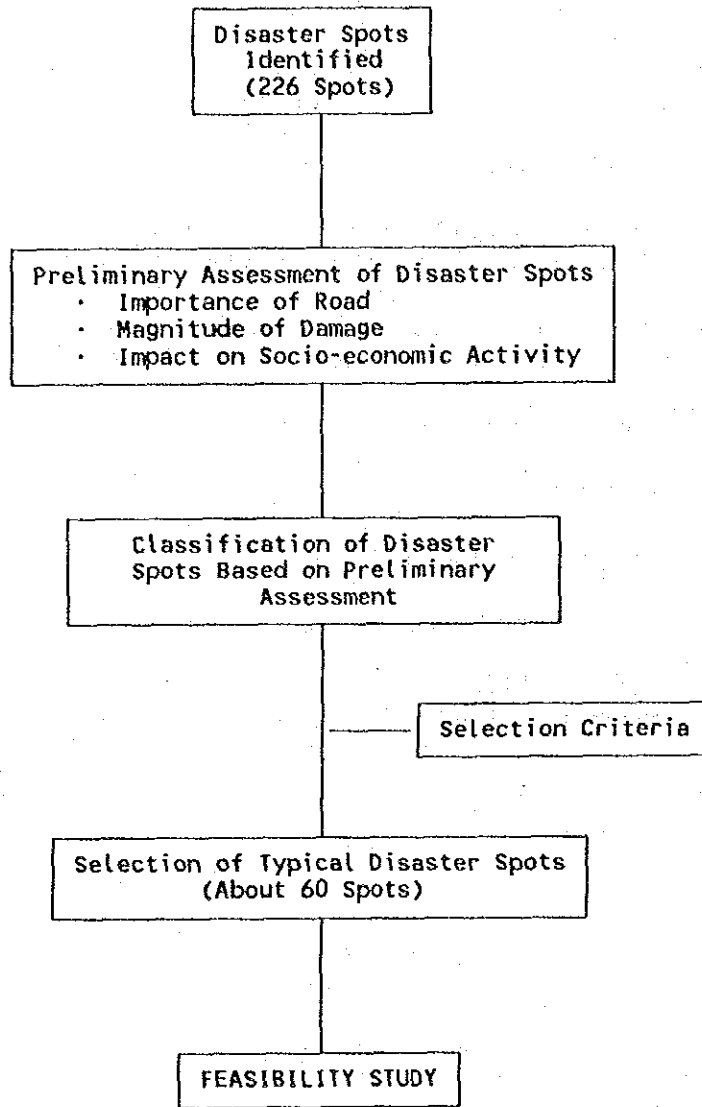 Disaster Spots
Identified
(226 Spots)
Preliminary Assessment of Disaster Spots
· Importance of Road
· Magnitude of Damage
· Impact on Socio-economic Activity
Classification of Disaster
Spots Based on Preliminary
Assessment
Selection Criteria
Selection of Typical Disaster Spots
(About 60 Spots)
FEASIBILITY STUDY